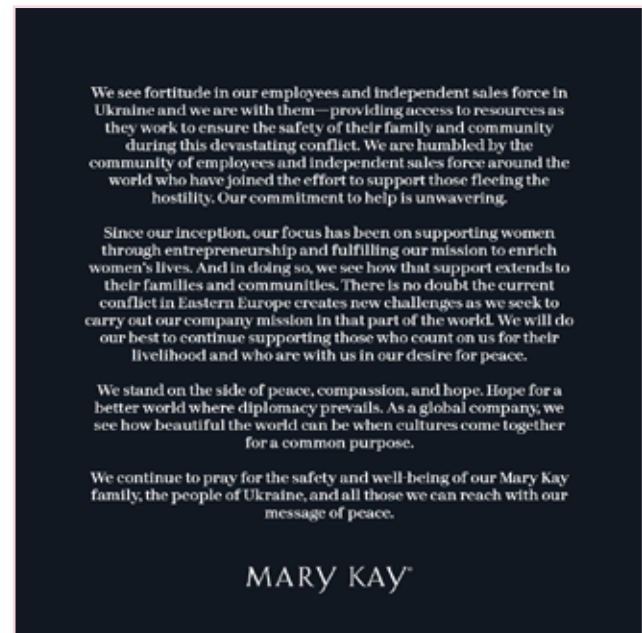 We see fortitude in our employees and independent sales force in
Ukraine and we are with them—providing access to resources as
they work to ensure the safety of their family and community
during this devastating conflict. We are humbled by the
community of employees and independent sales force around the
world who have joined the effort to support those fleeing the
hostility. Our commitment to help is unwavering.
Since our inception, our focus has been on supporting women
through entrepreneurship and fulfilling our mission to enrich
women's lives. And in doing so, we see how that support extends to
their families and communities. There is no doubt the current
conflict in Eastern Europe creates new challenges as we seek to
carry out our company mission in that part of the world. We will do
our best to continue supporting those who count on us for their
livelihood and who are with us in our desire for peace.
We stand on the side of peace, compassion, and hope. Hope for a
better world where diplomacy prevails. As a global company, we
see how beautiful the world can be when cultures come together
for a common purpose.
We continue to pray for the safety and well-being of our Mary Kay
family, the people of Ukraine, and all those we can reach with our
message of peace.
MARY KAY